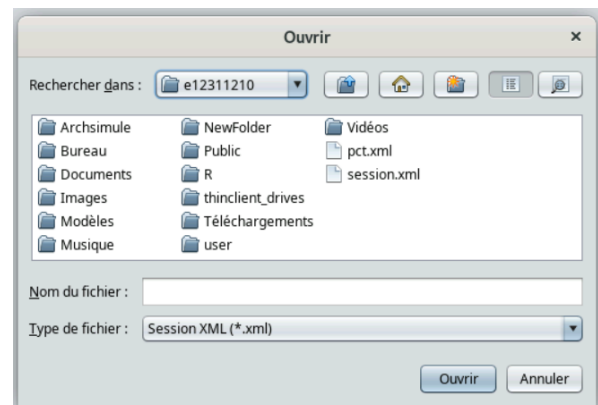 Ouvrir
Rechercher dans : e12311210
Archsimule NewFolder Vidéos
Bureau Public pct.xml
Documents R session.xml
Images thinclient_drives
Modèles Téléchargements
Musique user
Nom du fichier :
Type de fichier : Session XML (*.xml)
Ouvrir Annuler